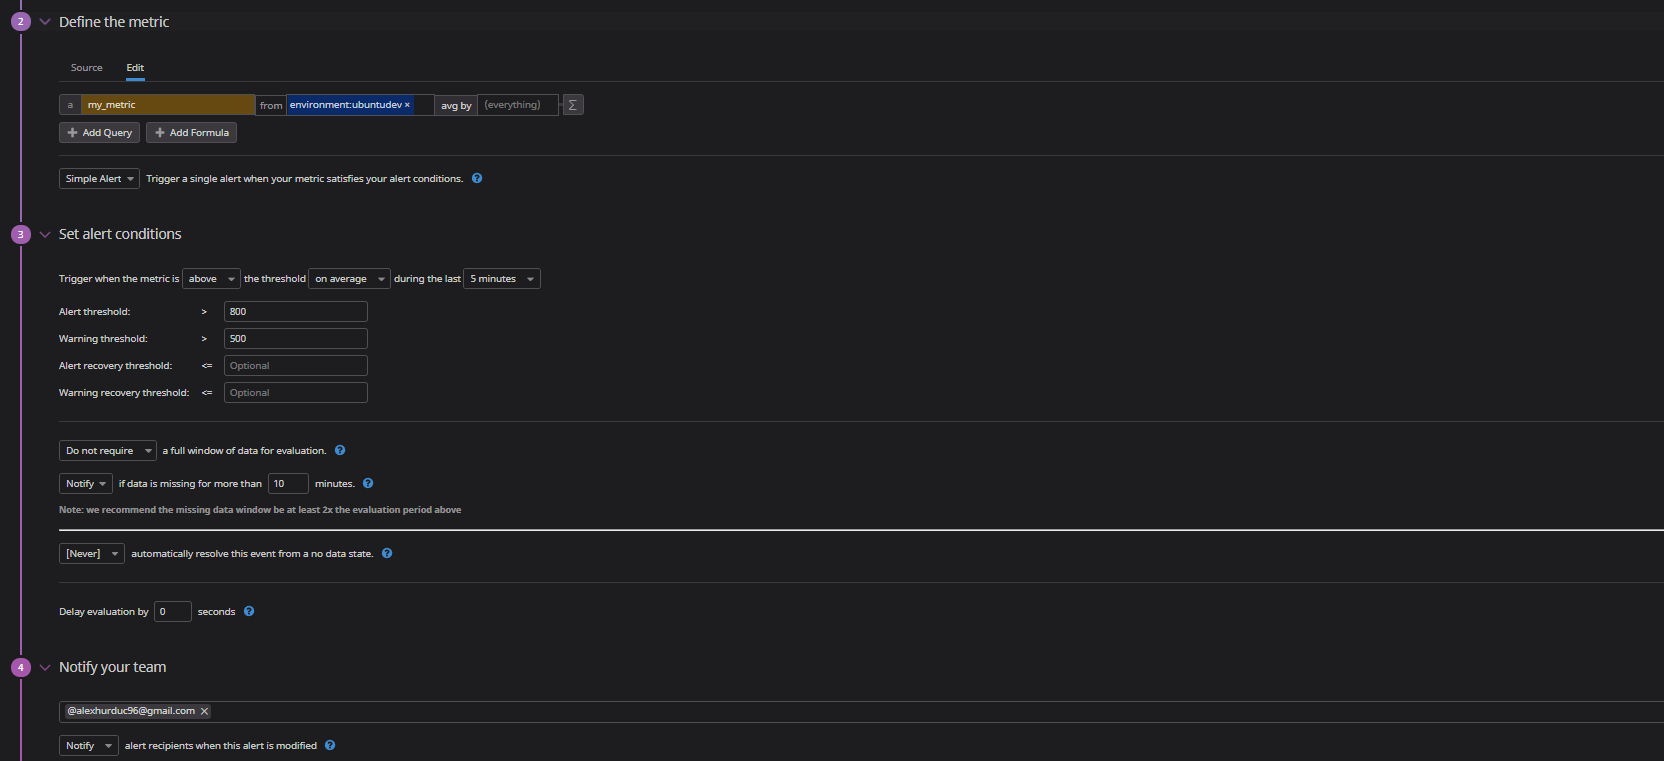 2 Define the metric
Source Edit
a my_metric from environment:ubuntudev × avg by (everything) Σ
+ Add Query + Add Formula
Simple Alert Trigger a single alert when your metric satisfies your alert conditions. ?
3 Set alert conditions
Trigger when the metric is above the threshold on average during the last 5 minutes
Alert threshold: > 800
Warning threshold: > 500
Alert recovery threshold: <= Optional
Warning recovery threshold: <= Optional
Do not require a full window of data for evaluation. ?
Notify if data is missing for more than 10 minutes. ?
Note: we recommend the missing data window be at least 2x the evaluation period above
[Never] automatically resolve this event from a no data state. ?
Delay evaluation by 0 seconds ?
4 Notify your team
@alexhurduc96@gmail.com ×
Notify alert recipients when this alert is modified ?